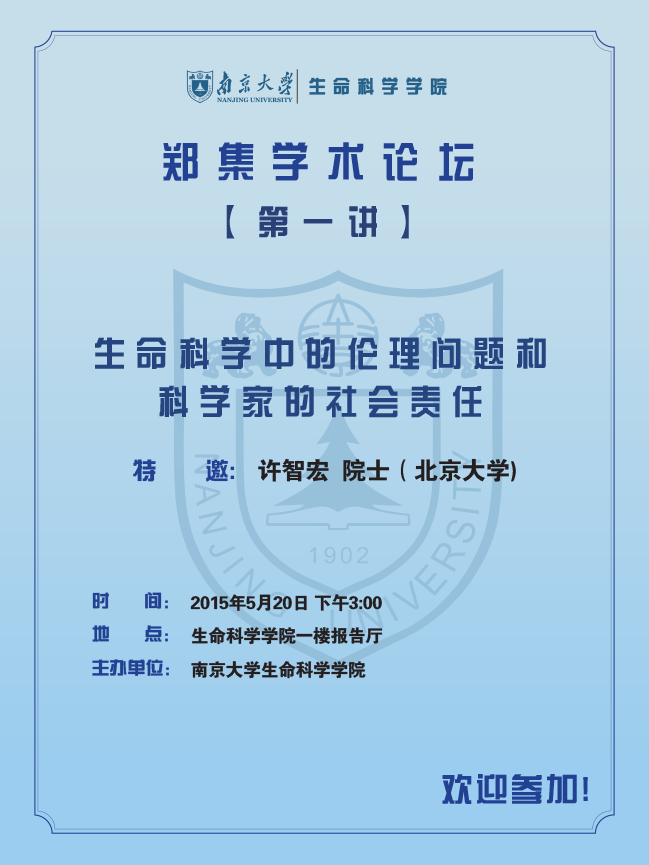 南京大学 生命科学学院
NANJING UNIVERSITY
郑集学术论坛
【第一讲】
生命科学中的伦理问题和
科学家的社会责任
特 邀: 许智宏 院士（北京大学)
1902
NANJING UNIVERSITY
时 间: 2015年5月20日 下午3:00
地 点: 生命科学学院一楼报告厅
主办单位: 南京大学生命科学学院
欢迎参加!